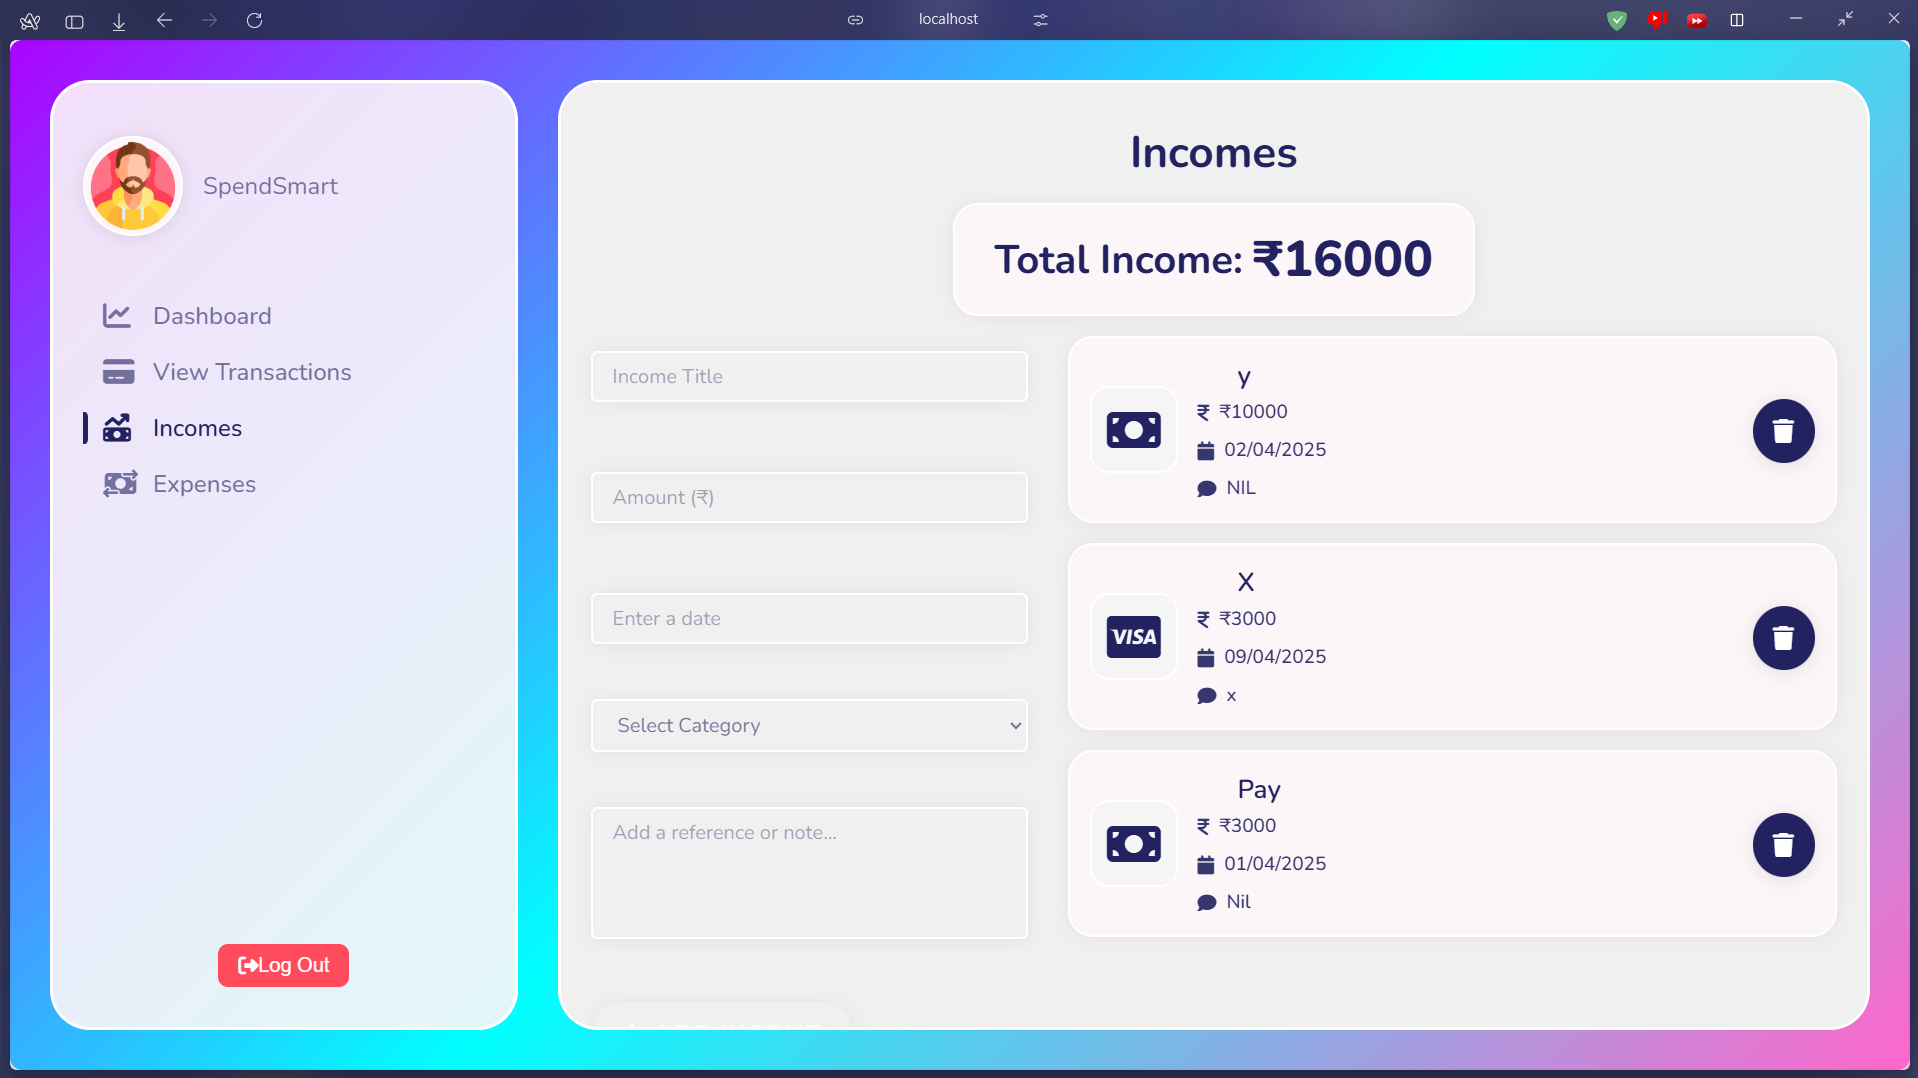 localhost
SpendSmart
Dashboard
View Transactions
Incomes
Expenses
Log Out
Incomes
Total Income: ₹16000
Income Title
Amount (₹)
Enter a date
Select Category
Add a reference or note...
y
₹ ₹10000
02/04/2025
NIL
VISA
X
₹ ₹3000
09/04/2025
x
Pay
₹ ₹3000
01/04/2025
Nil